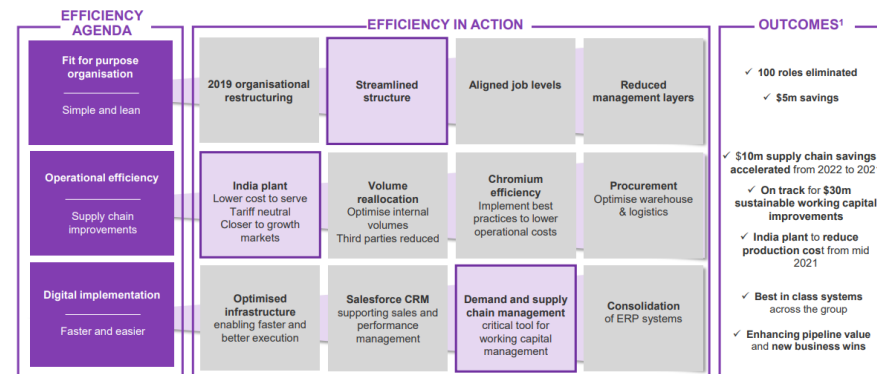 EFFICIENCY
AGENDA
EFFICIENCY IN ACTION
OUTCOMES¹
Fit for purpose
organisation
Simple and lean
2019 organisational
restructuring
Streamlined
structure
Aligned job levels
Reduced
management layers
✓ 100 roles eliminated
✓ $5m savings
Operational efficiency
Supply chain
improvements
India plant
Lower cost to serve
Tariff neutral
Closer to growth
markets
Volume
reallocation
Optimise internal
volumes
Third parties reduced
Chromium
efficiency
Implement best
practices to lower
operational costs
Procurement
Optimise warehouse
& logistics
✓ $10m supply chain savings
accelerated from 2022 to
✓ On track for $30m
sustainable working capital
improvements
✓ India plant to reduce
production cost from mid
2021
Digital implementation
Faster and easier
Optimised
infrastructure
enabling faster and
better execution
Salesforce CRM
supporting sales and
performance
management
Demand and supply
chain management
critical tool for
working capital
management
Consolidation
of ERP systems
✓ Best in class systems
across the group
✓ Enhancing pipeline value
and new business wins